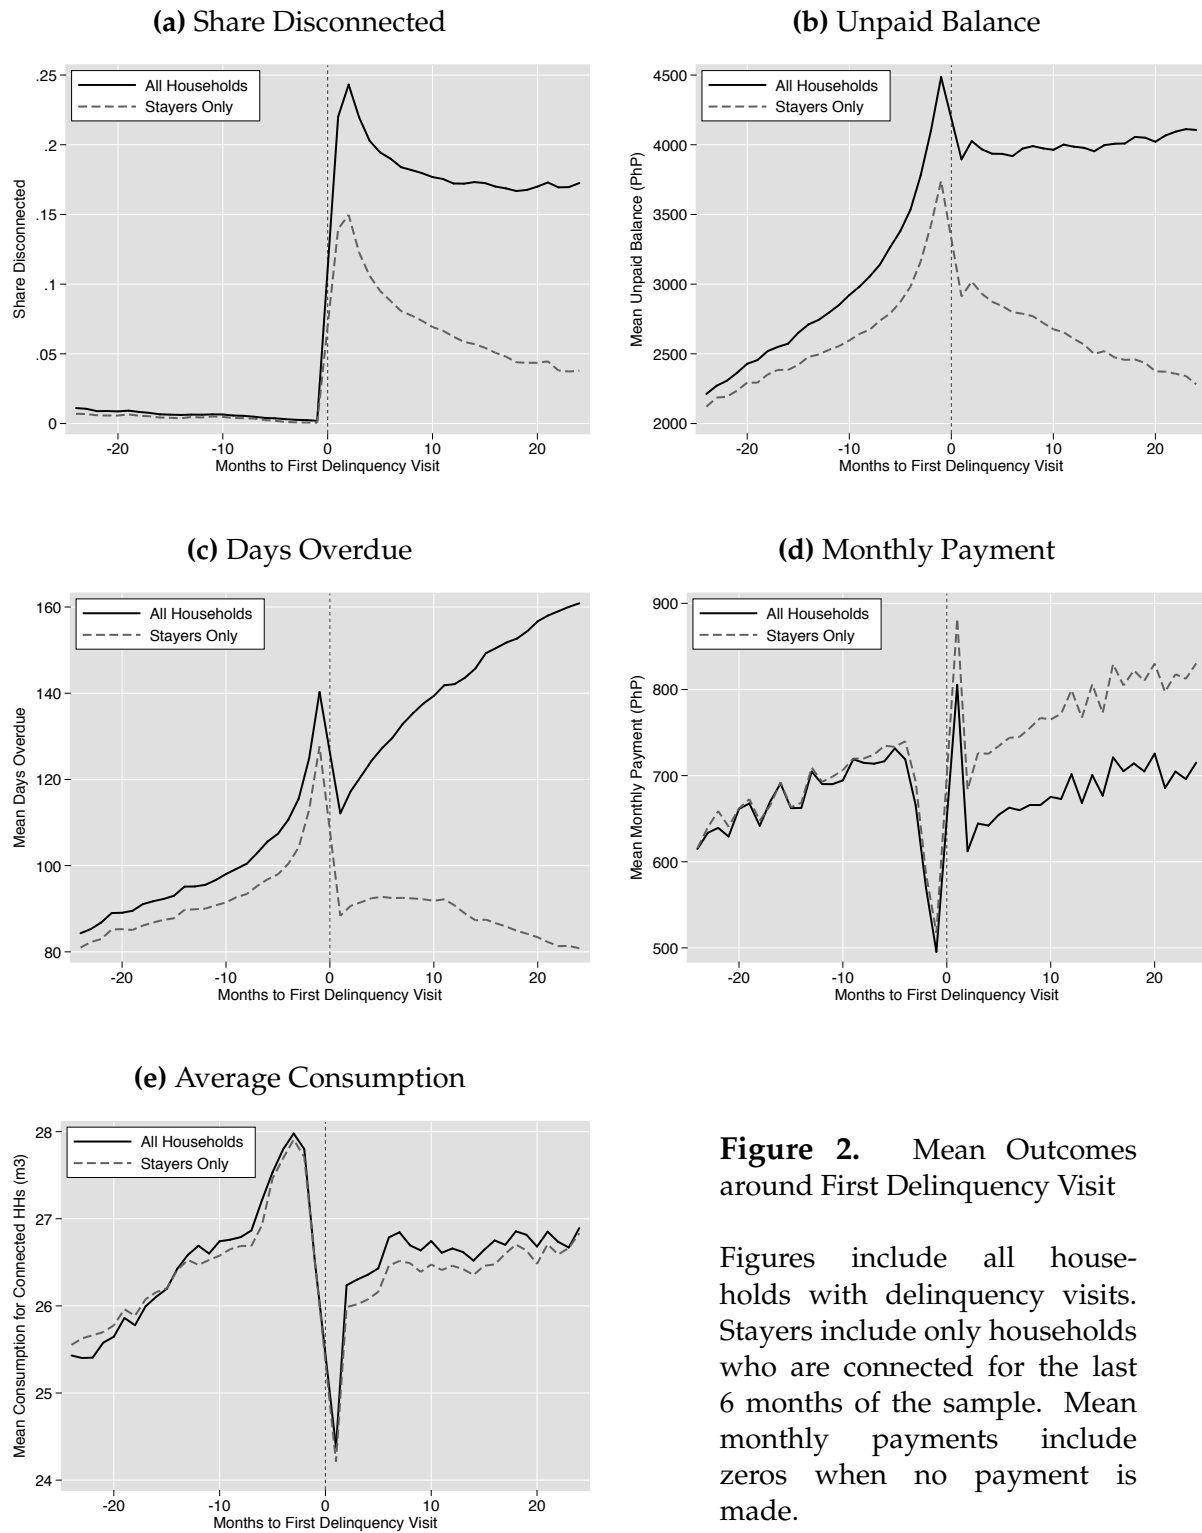 (a) Share Disconnected
.25
.2
.15
.1
.05
0
Share Disconnected
All Households
Stayers Only
-20
-10
0
10
20
Months to First Delinquency Visit
(b) Unpaid Balance
4500
4000
3500
3000
2500
2000
Mean Unpaid Balance (PhP)
All Households
Stayers Only
-20
-10
0
10
20
Months to First Delinquency Visit
(c) Days Overdue
160
140
120
100
80
Mean Days Overdue
All Households
Stayers Only
-20
-10
0
10
20
Months to First Delinquency Visit
(d) Monthly Payment
900
800
700
600
500
Mean Monthly Payment (PhP)
All Households
Stayers Only
-20
-10
0
10
20
Months to First Delinquency Visit
(e) Average Consumption
28
27
26
25
24
Mean Consumption for Connected HHs (m3)
All Households
Stayers Only
-20
-10
0
10
20
Months to First Delinquency Visit
Figure 2. Mean Outcomes
around First Delinquency Visit
Figures include all house-
holds with delinquency visits.
Stayers include only households
who are connected for the last
6 months of the sample. Mean
monthly payments include
zeros when no payment is
made.